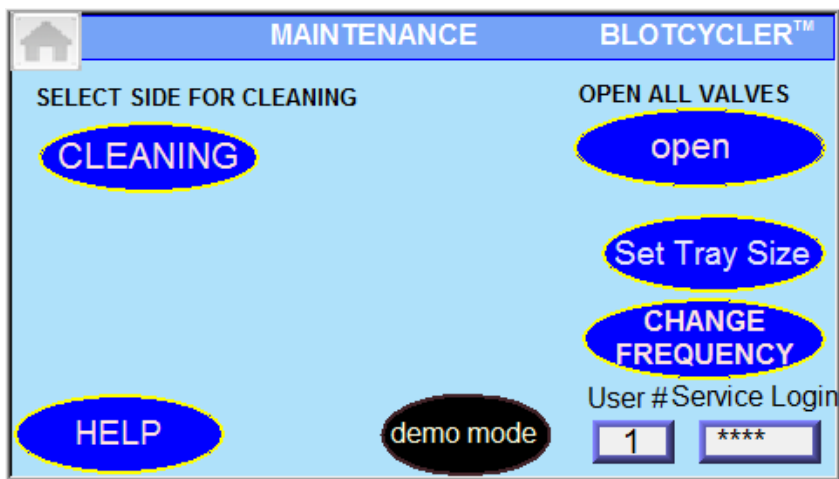 MAINTENANCE BLOTCYCLER™
SELECT SIDE FOR CLEANING
OPEN ALL VALVES
CLEANING
open
Set Tray Size
CHANGE
FREQUENCY
User # Service Login
HELP
demo mode
1
****